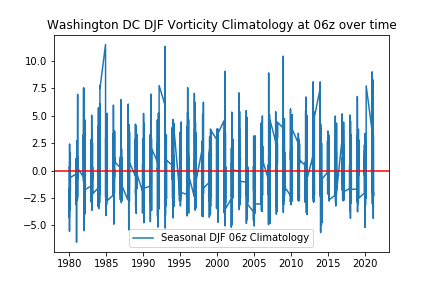 Washington DC DJF Vorticity Climatology at 06z over time
10.0
7.5
5.0
2.5
0.0
−2.5
−5.0
Seasonal DJF 06z Climatology
1980 1985 1990 1995 2000 2005 2010 2015 2020